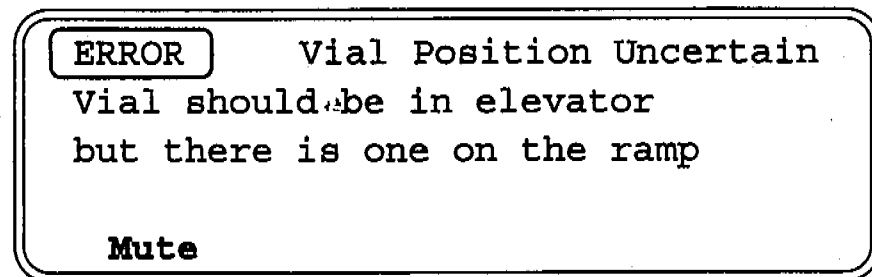 ERROR Vial Position Uncertain
Vial should be in elevator
but there is one on the ramp
Mute